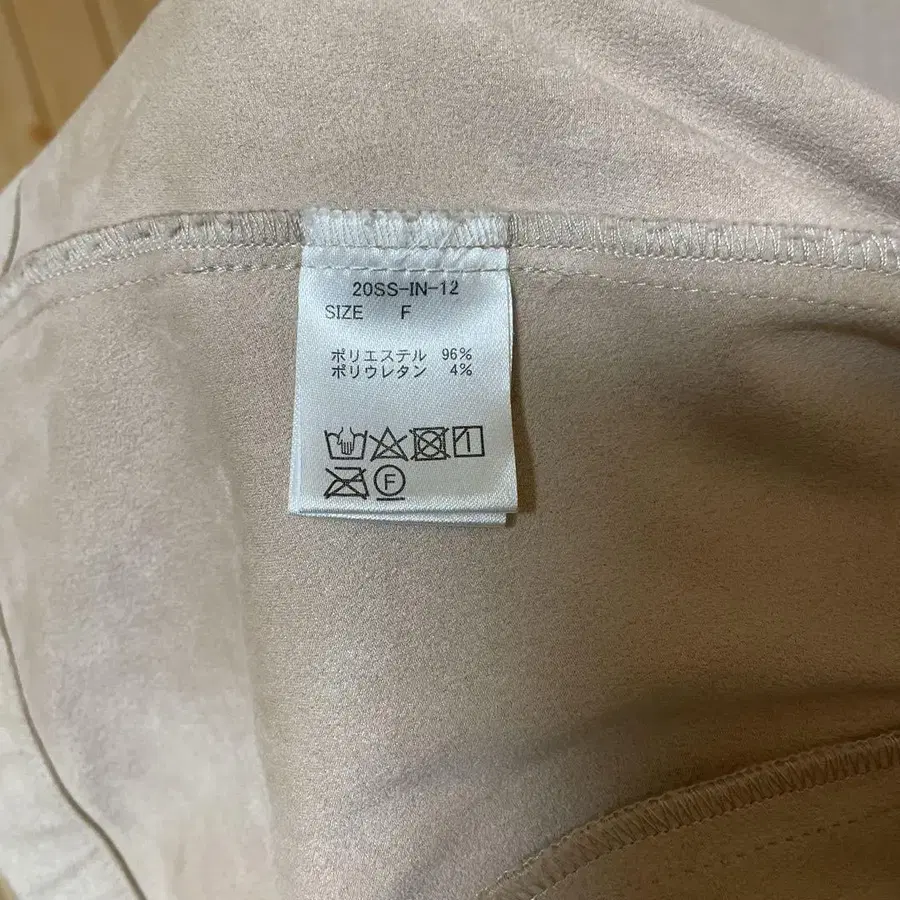 20SS-IN-12
SIZE F
ポリエステル 96%
ポリウレタン 4%
F